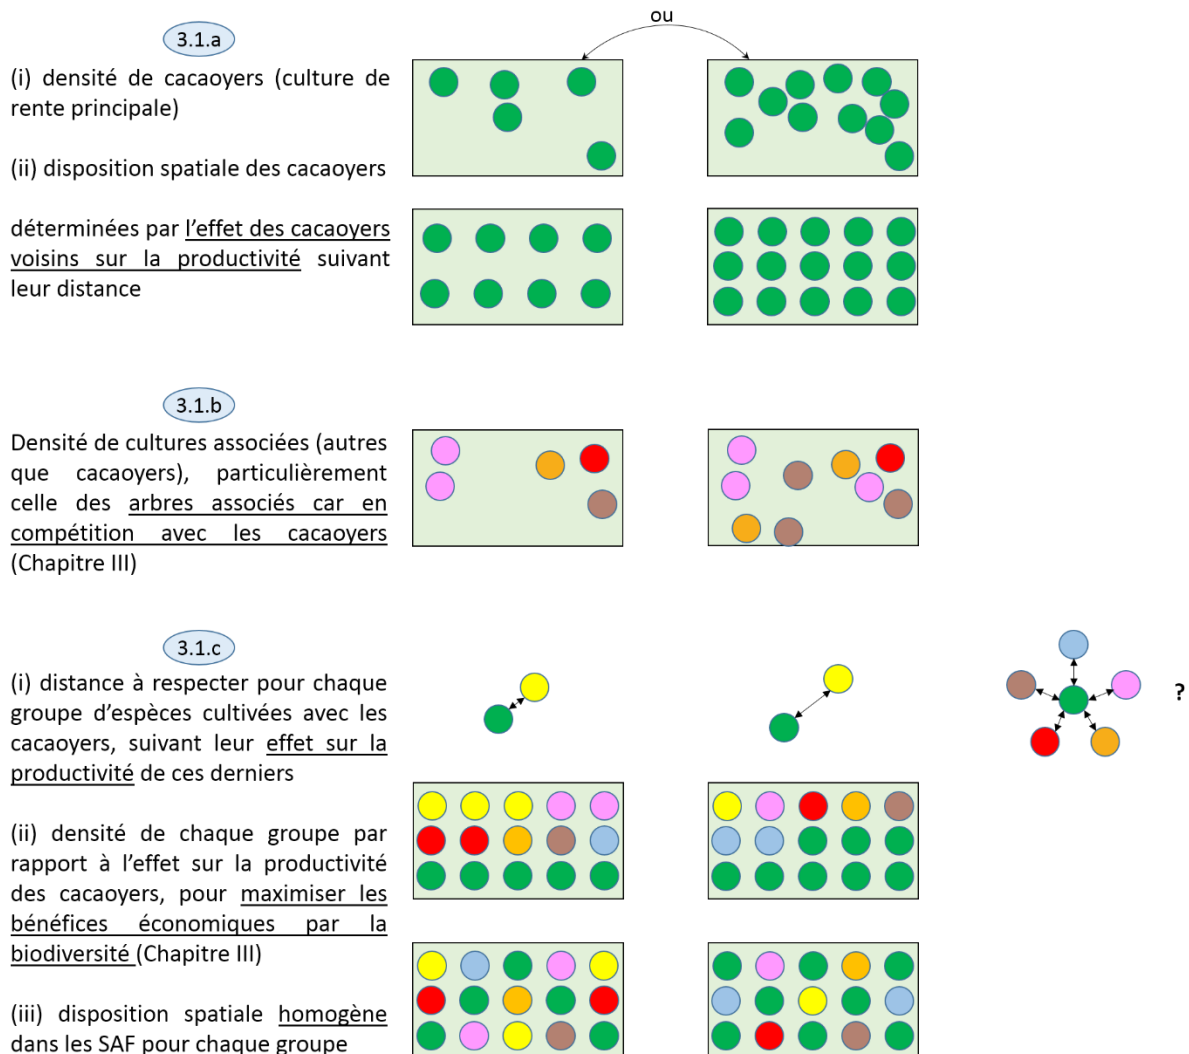 ou
3.1.a
(i) densité de cacaoyers (culture de
rente principale)
(ii) disposition spatiale des cacaoyers
déterminées par l'effet des cacaoyers
voisins sur la productivité suivant
leur distance
3.1.b
Densité de cultures associées (autres
que cacaoyers), particulièrement
celle des arbres associés car en
compétition avec les cacaoyers
(Chapitre III)
3.1.c
(i) distance à respecter pour chaque
groupe d'espèces cultivées avec les
cacaoyers, suivant leur effet sur la
productivité de ces derniers
?
(ii) densité de chaque groupe par
rapport à l'effet sur la productivité
des cacaoyers, pour maximiser les
bénéfices économiques par la
biodiversité (Chapitre III)
(iii) disposition spatiale homogène
dans les SAF pour chaque groupe